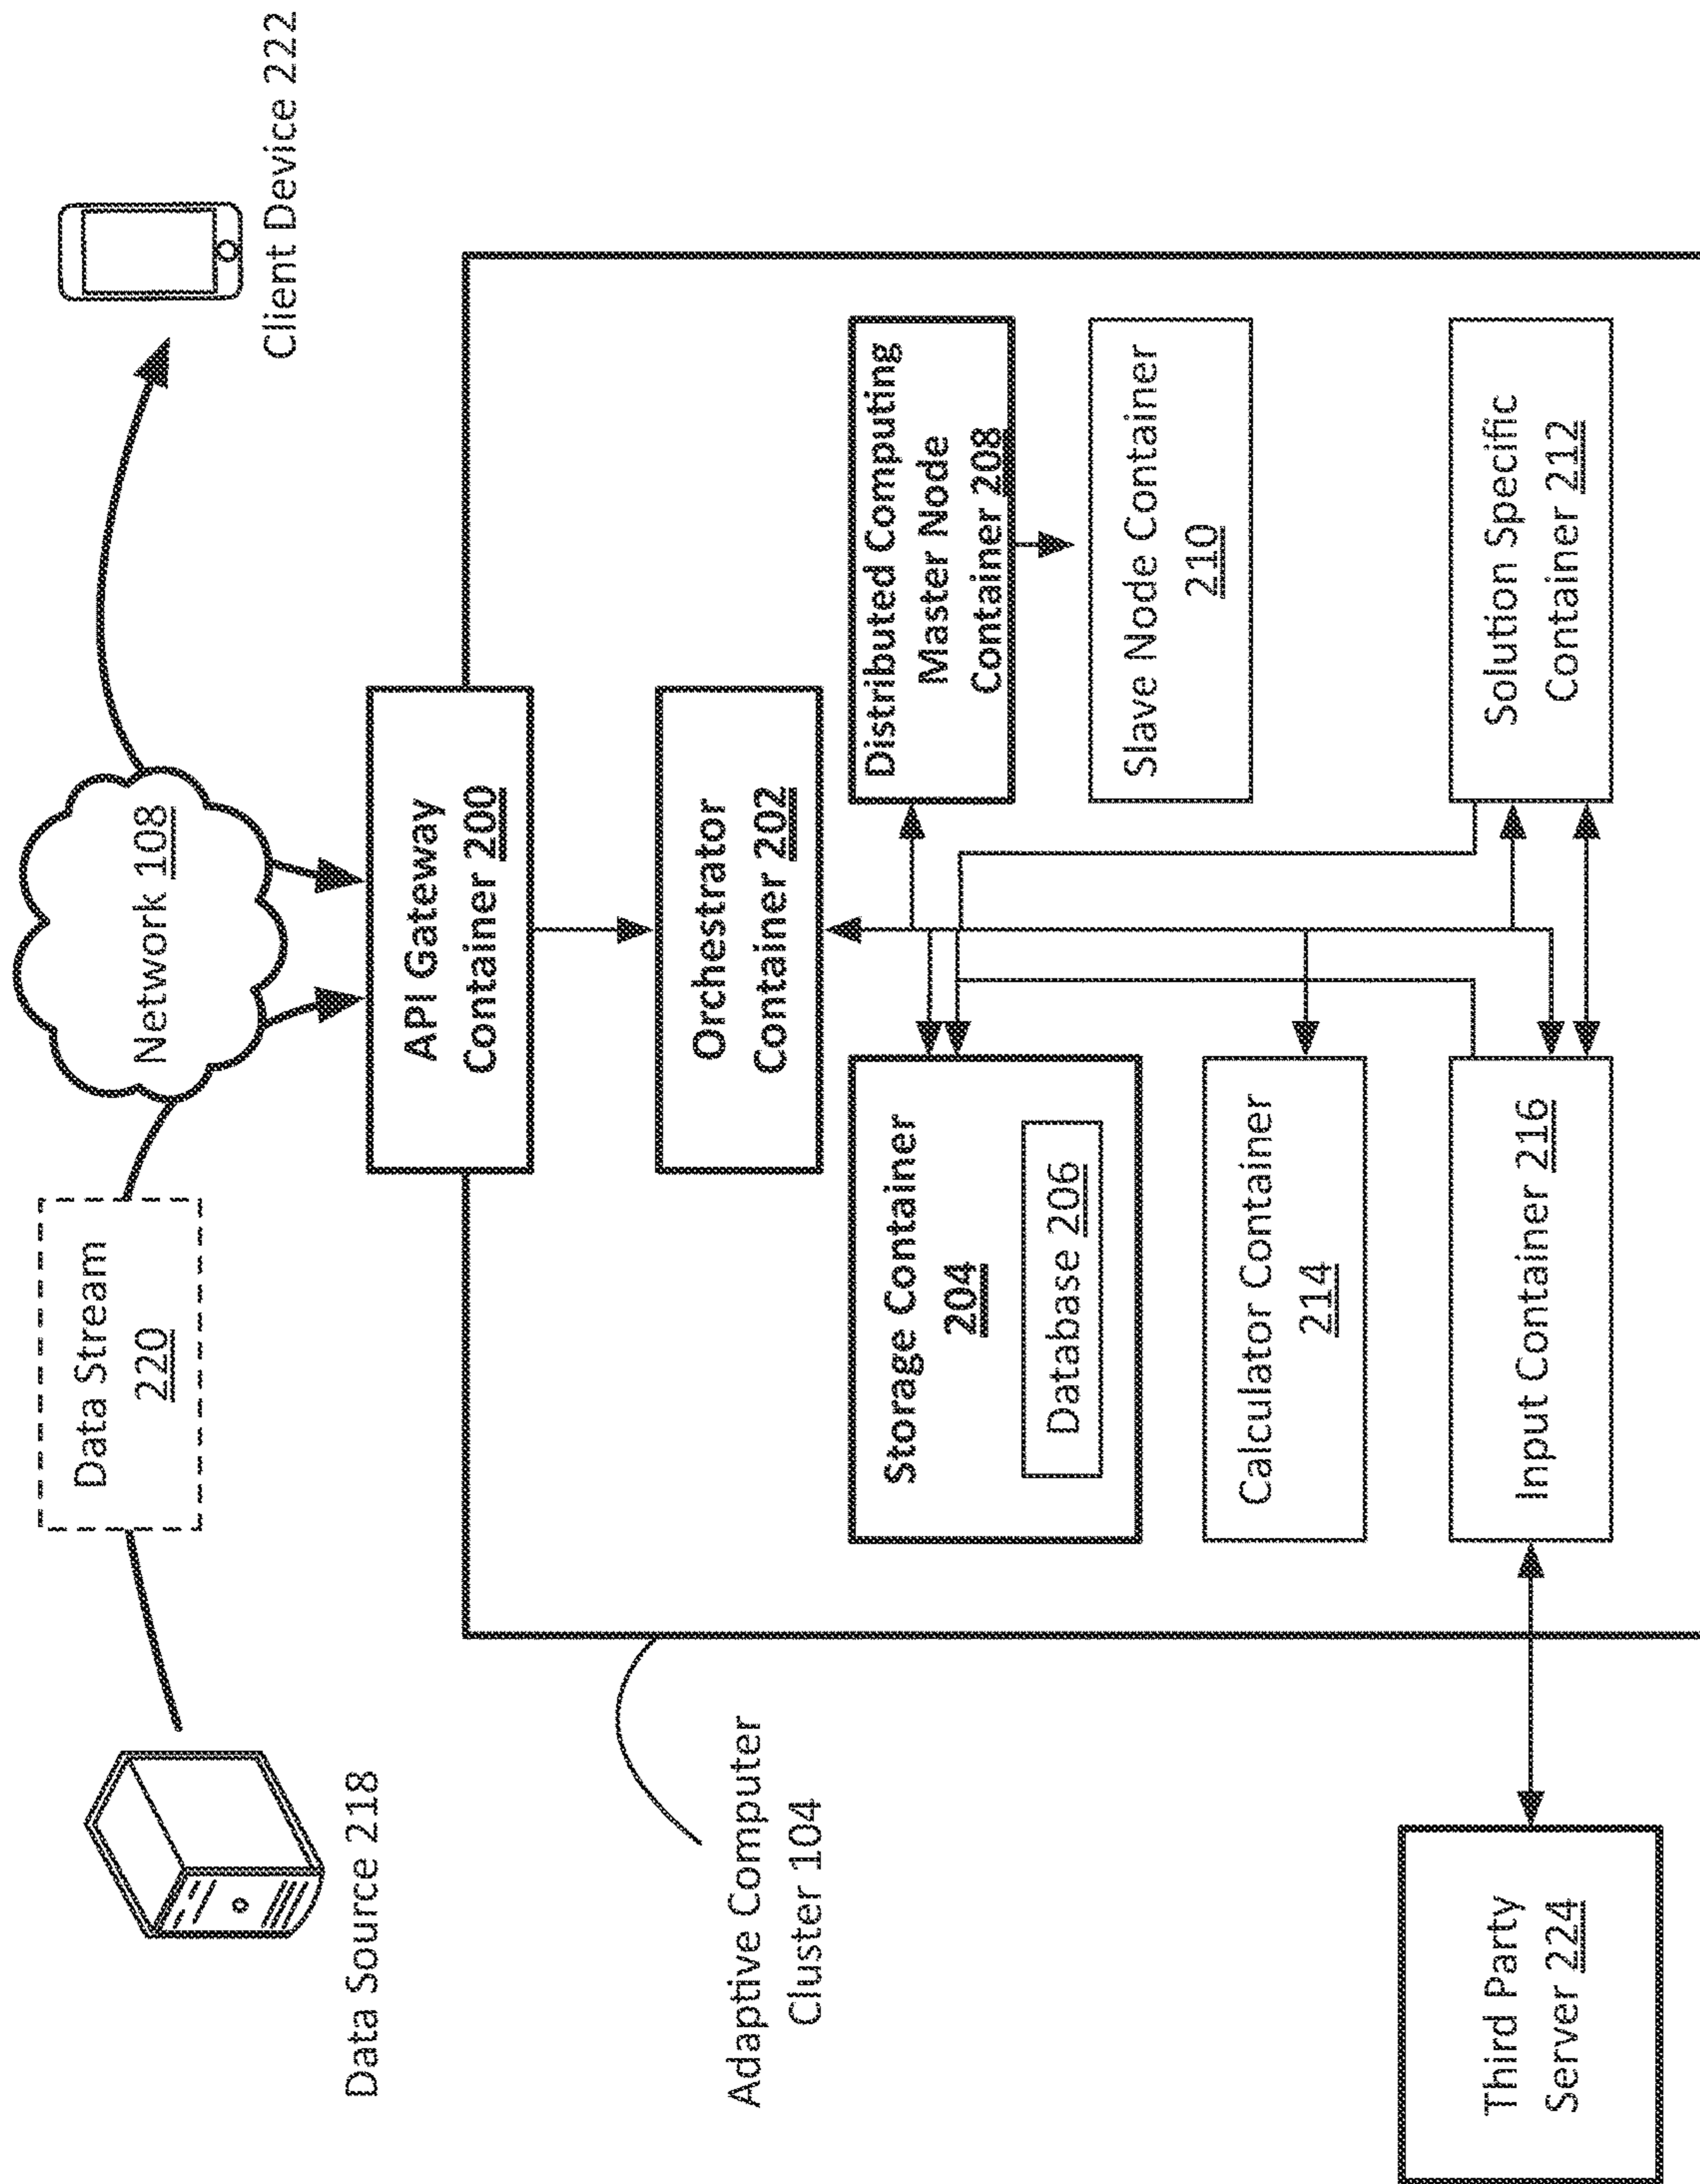 Data Source 218
Data Stream
220
Network 108
Client Device 222
Adaptive Computer
Cluster 104
API Gateway
Container 200
Orchestrator
Container 202
Storage Container
204
Database 206
Distributed Computing
Master Node
Container 208
Slave Node Container
210
Calculator Container
214
Third Party
Server 224
Input Container 216
Solution Specific
Container 212